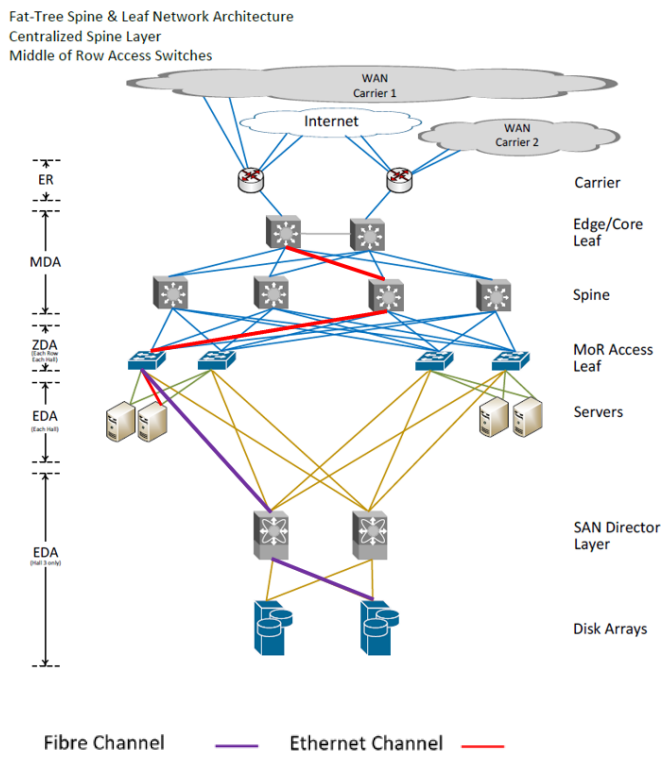 Fat-Tree Spine & Leaf Network Architecture
Centralized Spine Layer
Middle of Row Access Switches
WAN
Carrier 1
Internet
WAN
Carrier 2
ER
Carrier
Edge/Core
Leaf
MDA
Spine
ZDA
(Each Row
Each Hall)
MoR Access
Leaf
EDA
(Each Hall)
Servers
SAN Director
Layer
EDA
(Hall 3 only)
Disk Arrays
Fibre Channel
Ethernet Channel